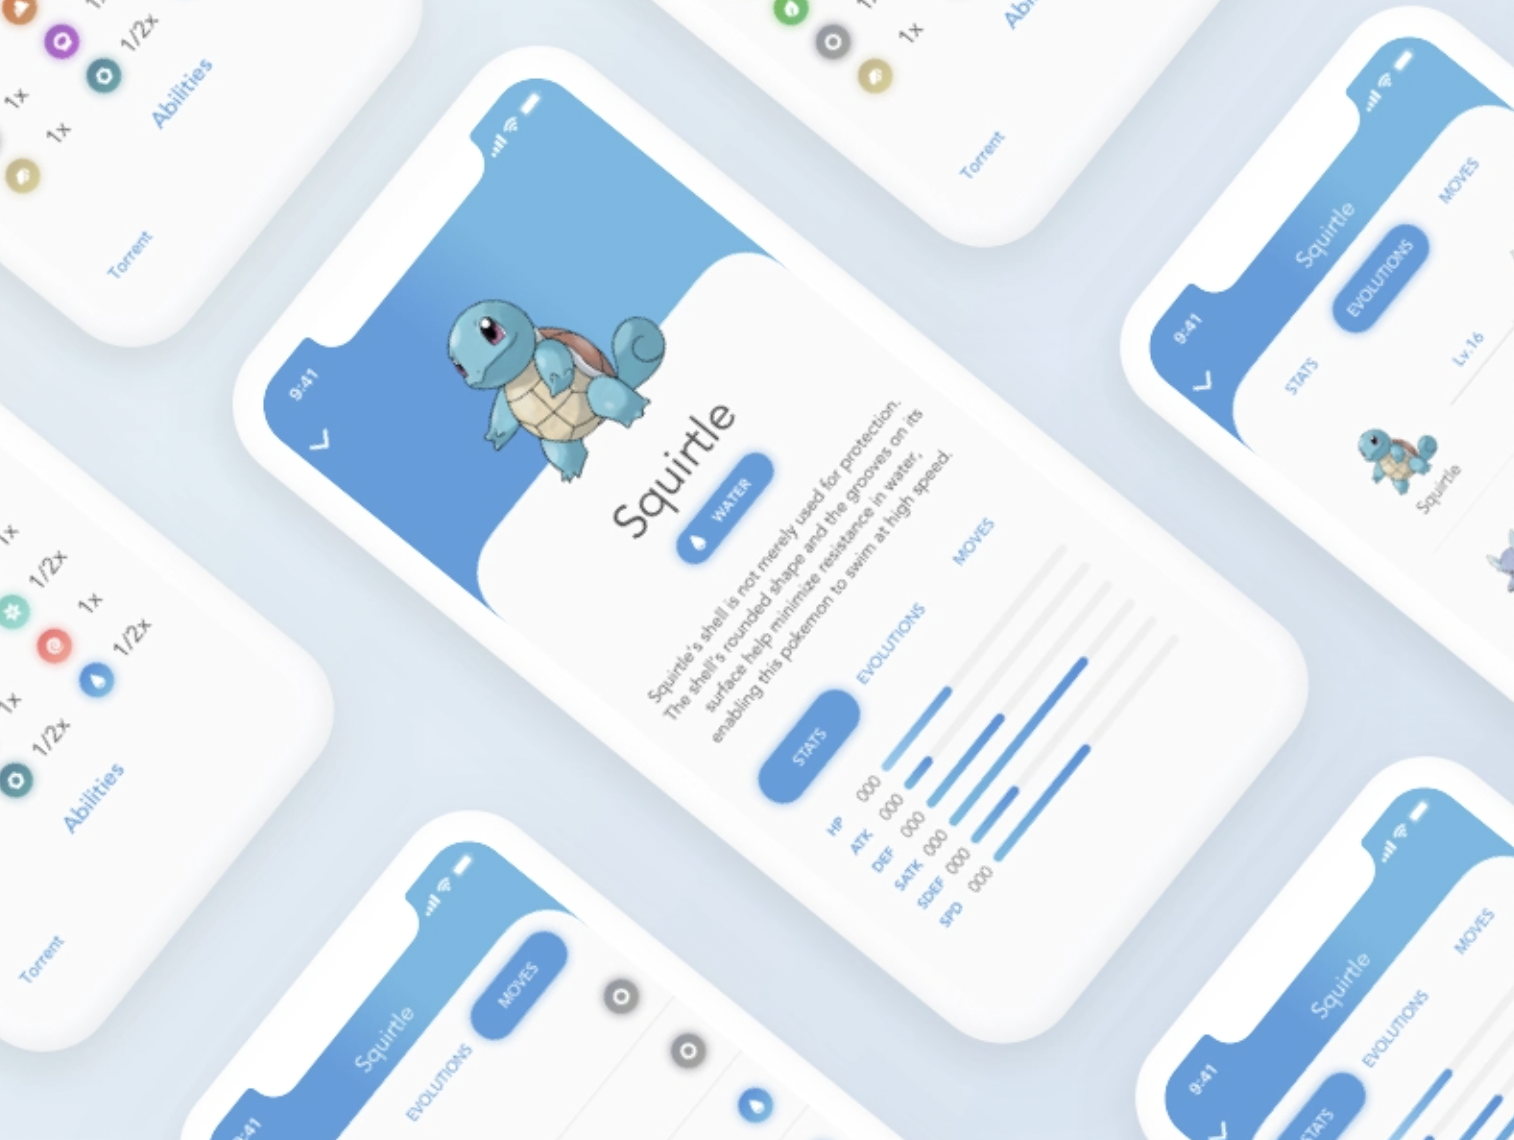 1x
1/2x
1x
1x
Abilities
Torrent
1x
Abilities
Torrent
9:41
Squirtle
WATER
Squirtle's shell is not merely used for protection.
The shell's rounded shape and the grooves on its
surface help minimize resistance in water,
enabling this pokemon to swim at high speed.
STATS
EVOLUTIONS
MOVES
HP 000
ATK 000
DEF 000
SATK 000
SDEF 000
SPD 000
9:41
Squirtle
STATS
EVOLUTIONS
MOVES
Lv.16
Squirtle
1x
1/2x
1x
1/2x
1x
1/2x
Abilities
Torrent
9:41
Squirtle
EVOLUTIONS
MOVES
9:41
Squirtle
STATS
EVOLUTIONS
MOVES